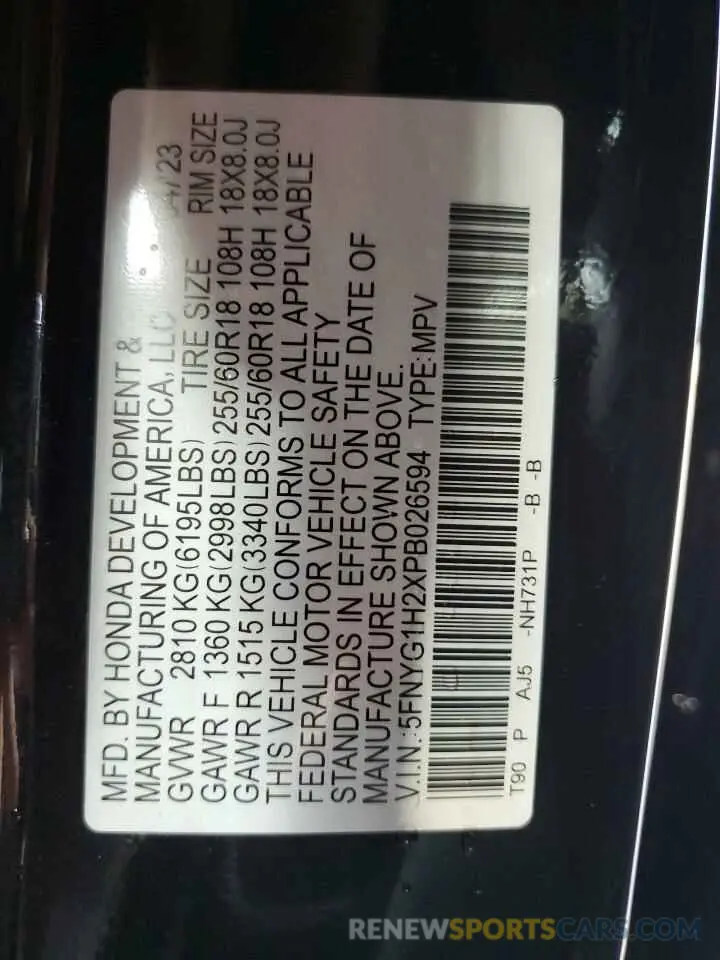 MFD. BY HONDA DEVELOPMENT &
MANUFACTURING OF AMERICA, LLC 04/23
GVWR 2810 KG(6195LBS) TIRE SIZE RIM SIZE
GAWR F 1360 KG(2998LBS) 255/60R18 108H 18X8.0J
GAWR R 1515 KG(3340LBS) 255/60R18 108H 18X8.0J
THIS VEHICLE CONFORMS TO ALL APPLICABLE
FEDERAL MOTOR VEHICLE SAFETY
STANDARDS IN EFFECT ON THE DATE OF
MANUFACTURE SHOWN ABOVE.
V.I.N.:5FNYG1H2XPB026594 TYPE:MPV
T90 P AJ5 -NH731P -B -B
RENEWSPORTSCARS.COM